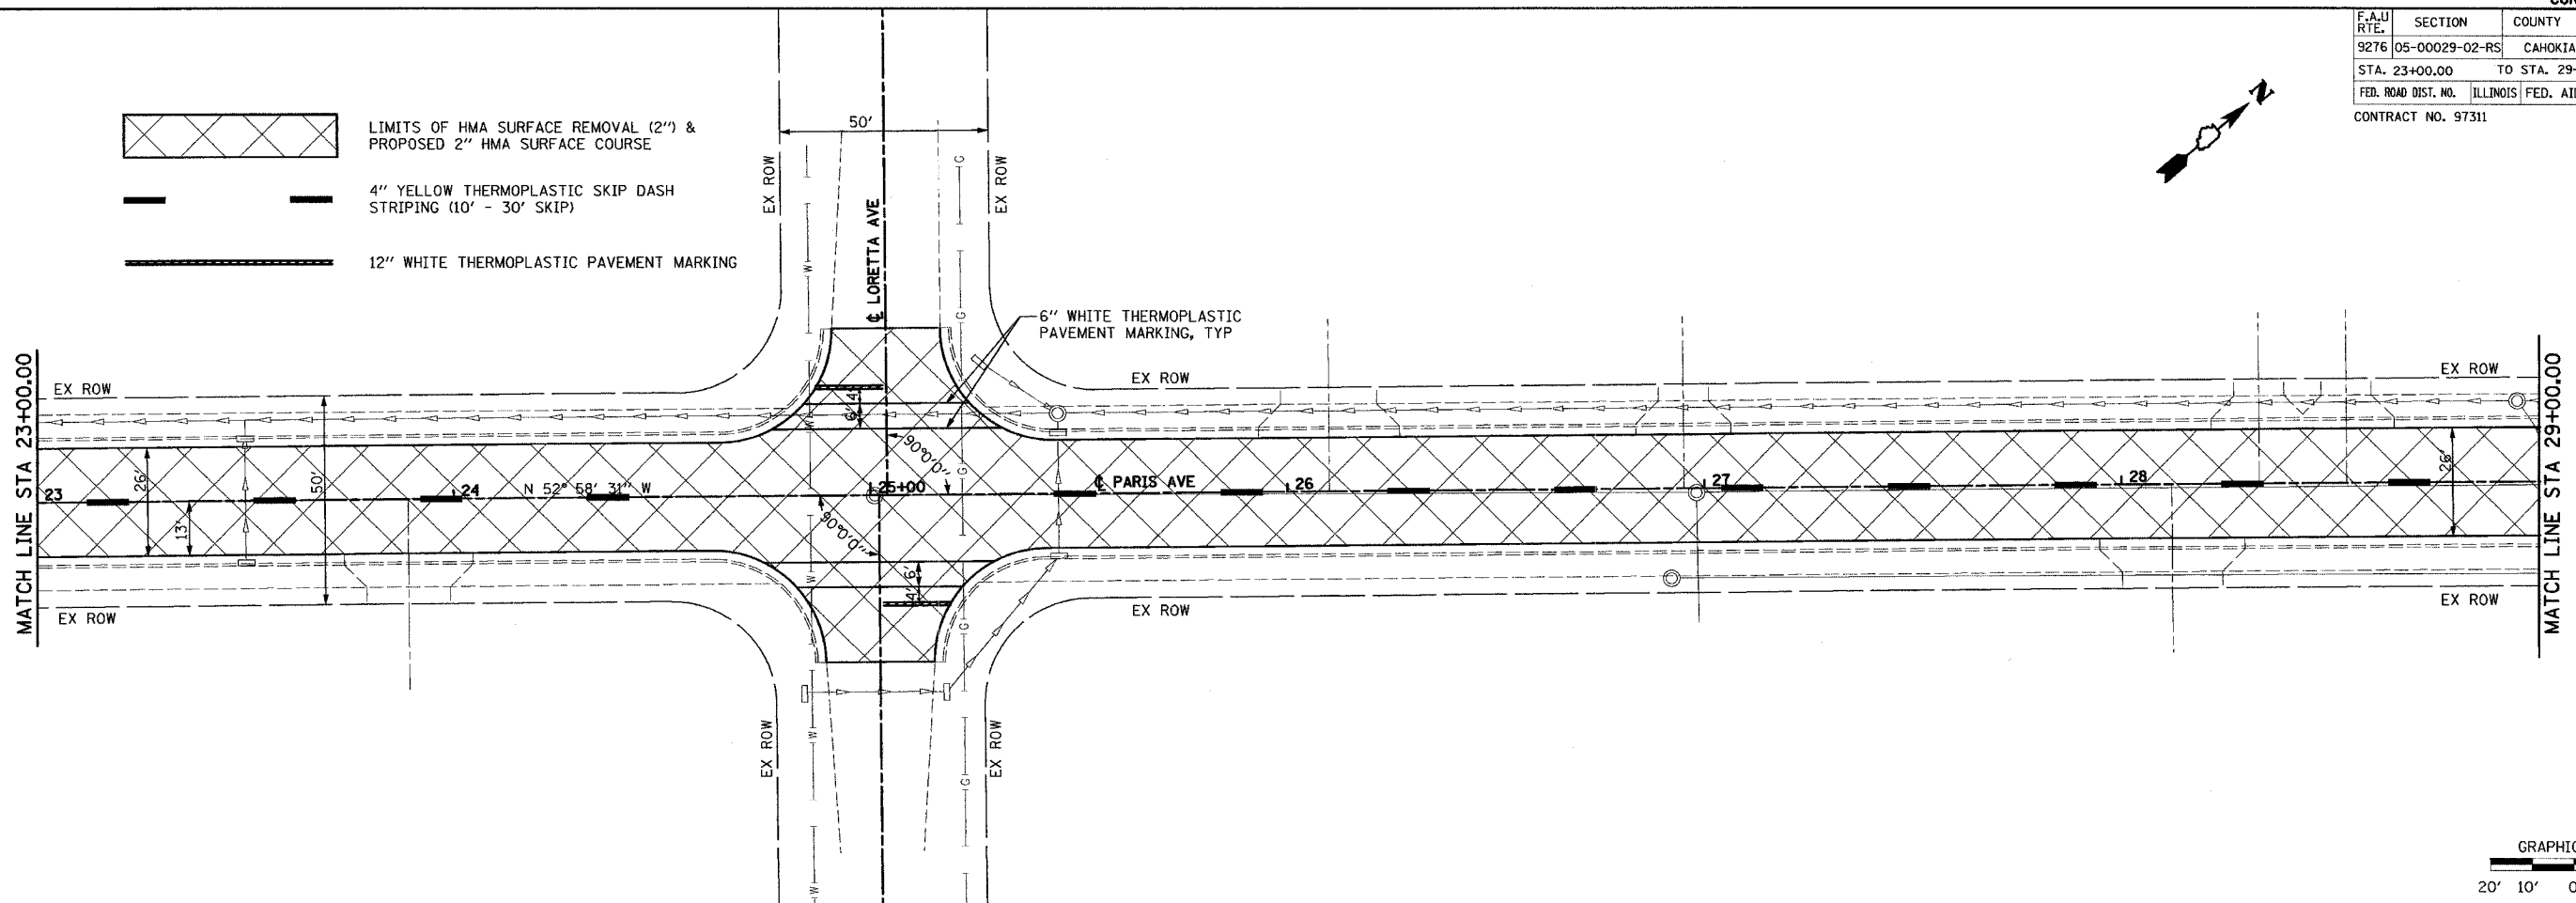 F.A.U RTE. SECTION COUNTY
9276 05-00029-02-RS CAHOKIA
STA. 23+00.00 TO STA. 29+
FED. ROAD DIST. NO. ILLINOIS FED. AID
CONTRACT NO. 97311
N
LIMITS OF HMA SURFACE REMOVAL (2") &
PROPOSED 2" HMA SURFACE COURSE
4" YELLOW THERMOPLASTIC SKIP DASH
STRIPING (10' - 30' SKIP)
12" WHITE THERMOPLASTIC PAVEMENT MARKING
50'
EX ROW
EX ROW
℄ LORETTA AVE
W
G
6" WHITE THERMOPLASTIC
PAVEMENT MARKING, TYP
MATCH LINE STA 23+00.00
EX ROW
EX ROW
EX ROW
MATCH LINE STA 29+00.00
W
G
4'
6'
W
90°0'0"
G
26'
50'
26'
23
24
N 52° 58' 31" W
25+00
℄ PARIS AVE
26
27
28
13'
90°0'0"
W
6'
4'
EX ROW
EX ROW
EX ROW
G
W
EX ROW
EX ROW
G
W
GRAPHIC
20' 10' 0